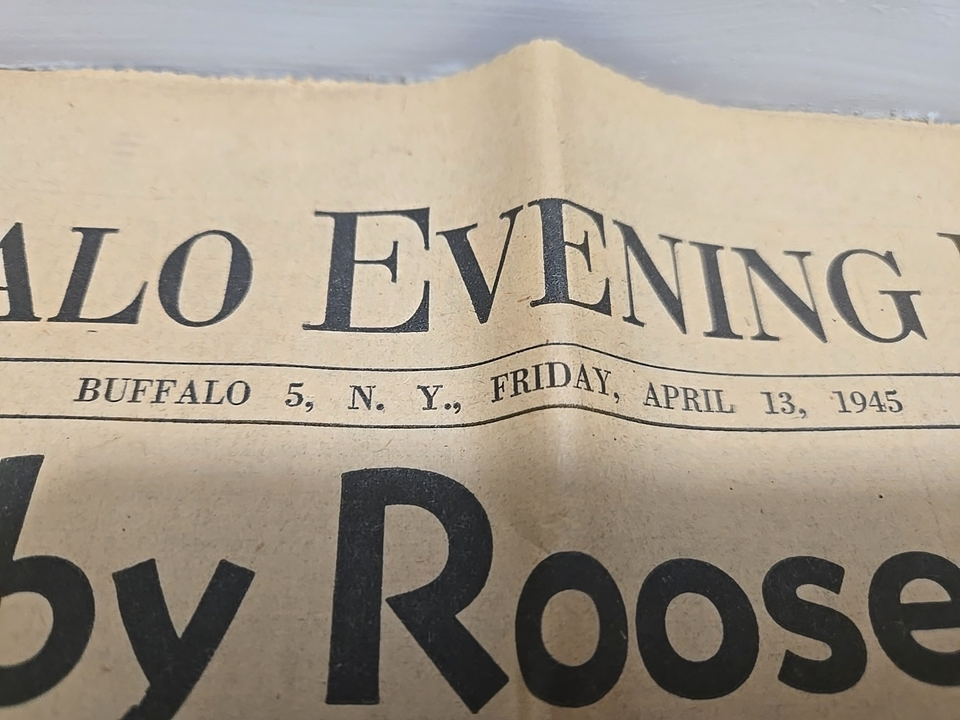 ALO EVENING
BUFFALO 5, N. Y., FRIDAY, APRIL 13, 1945
by Roose